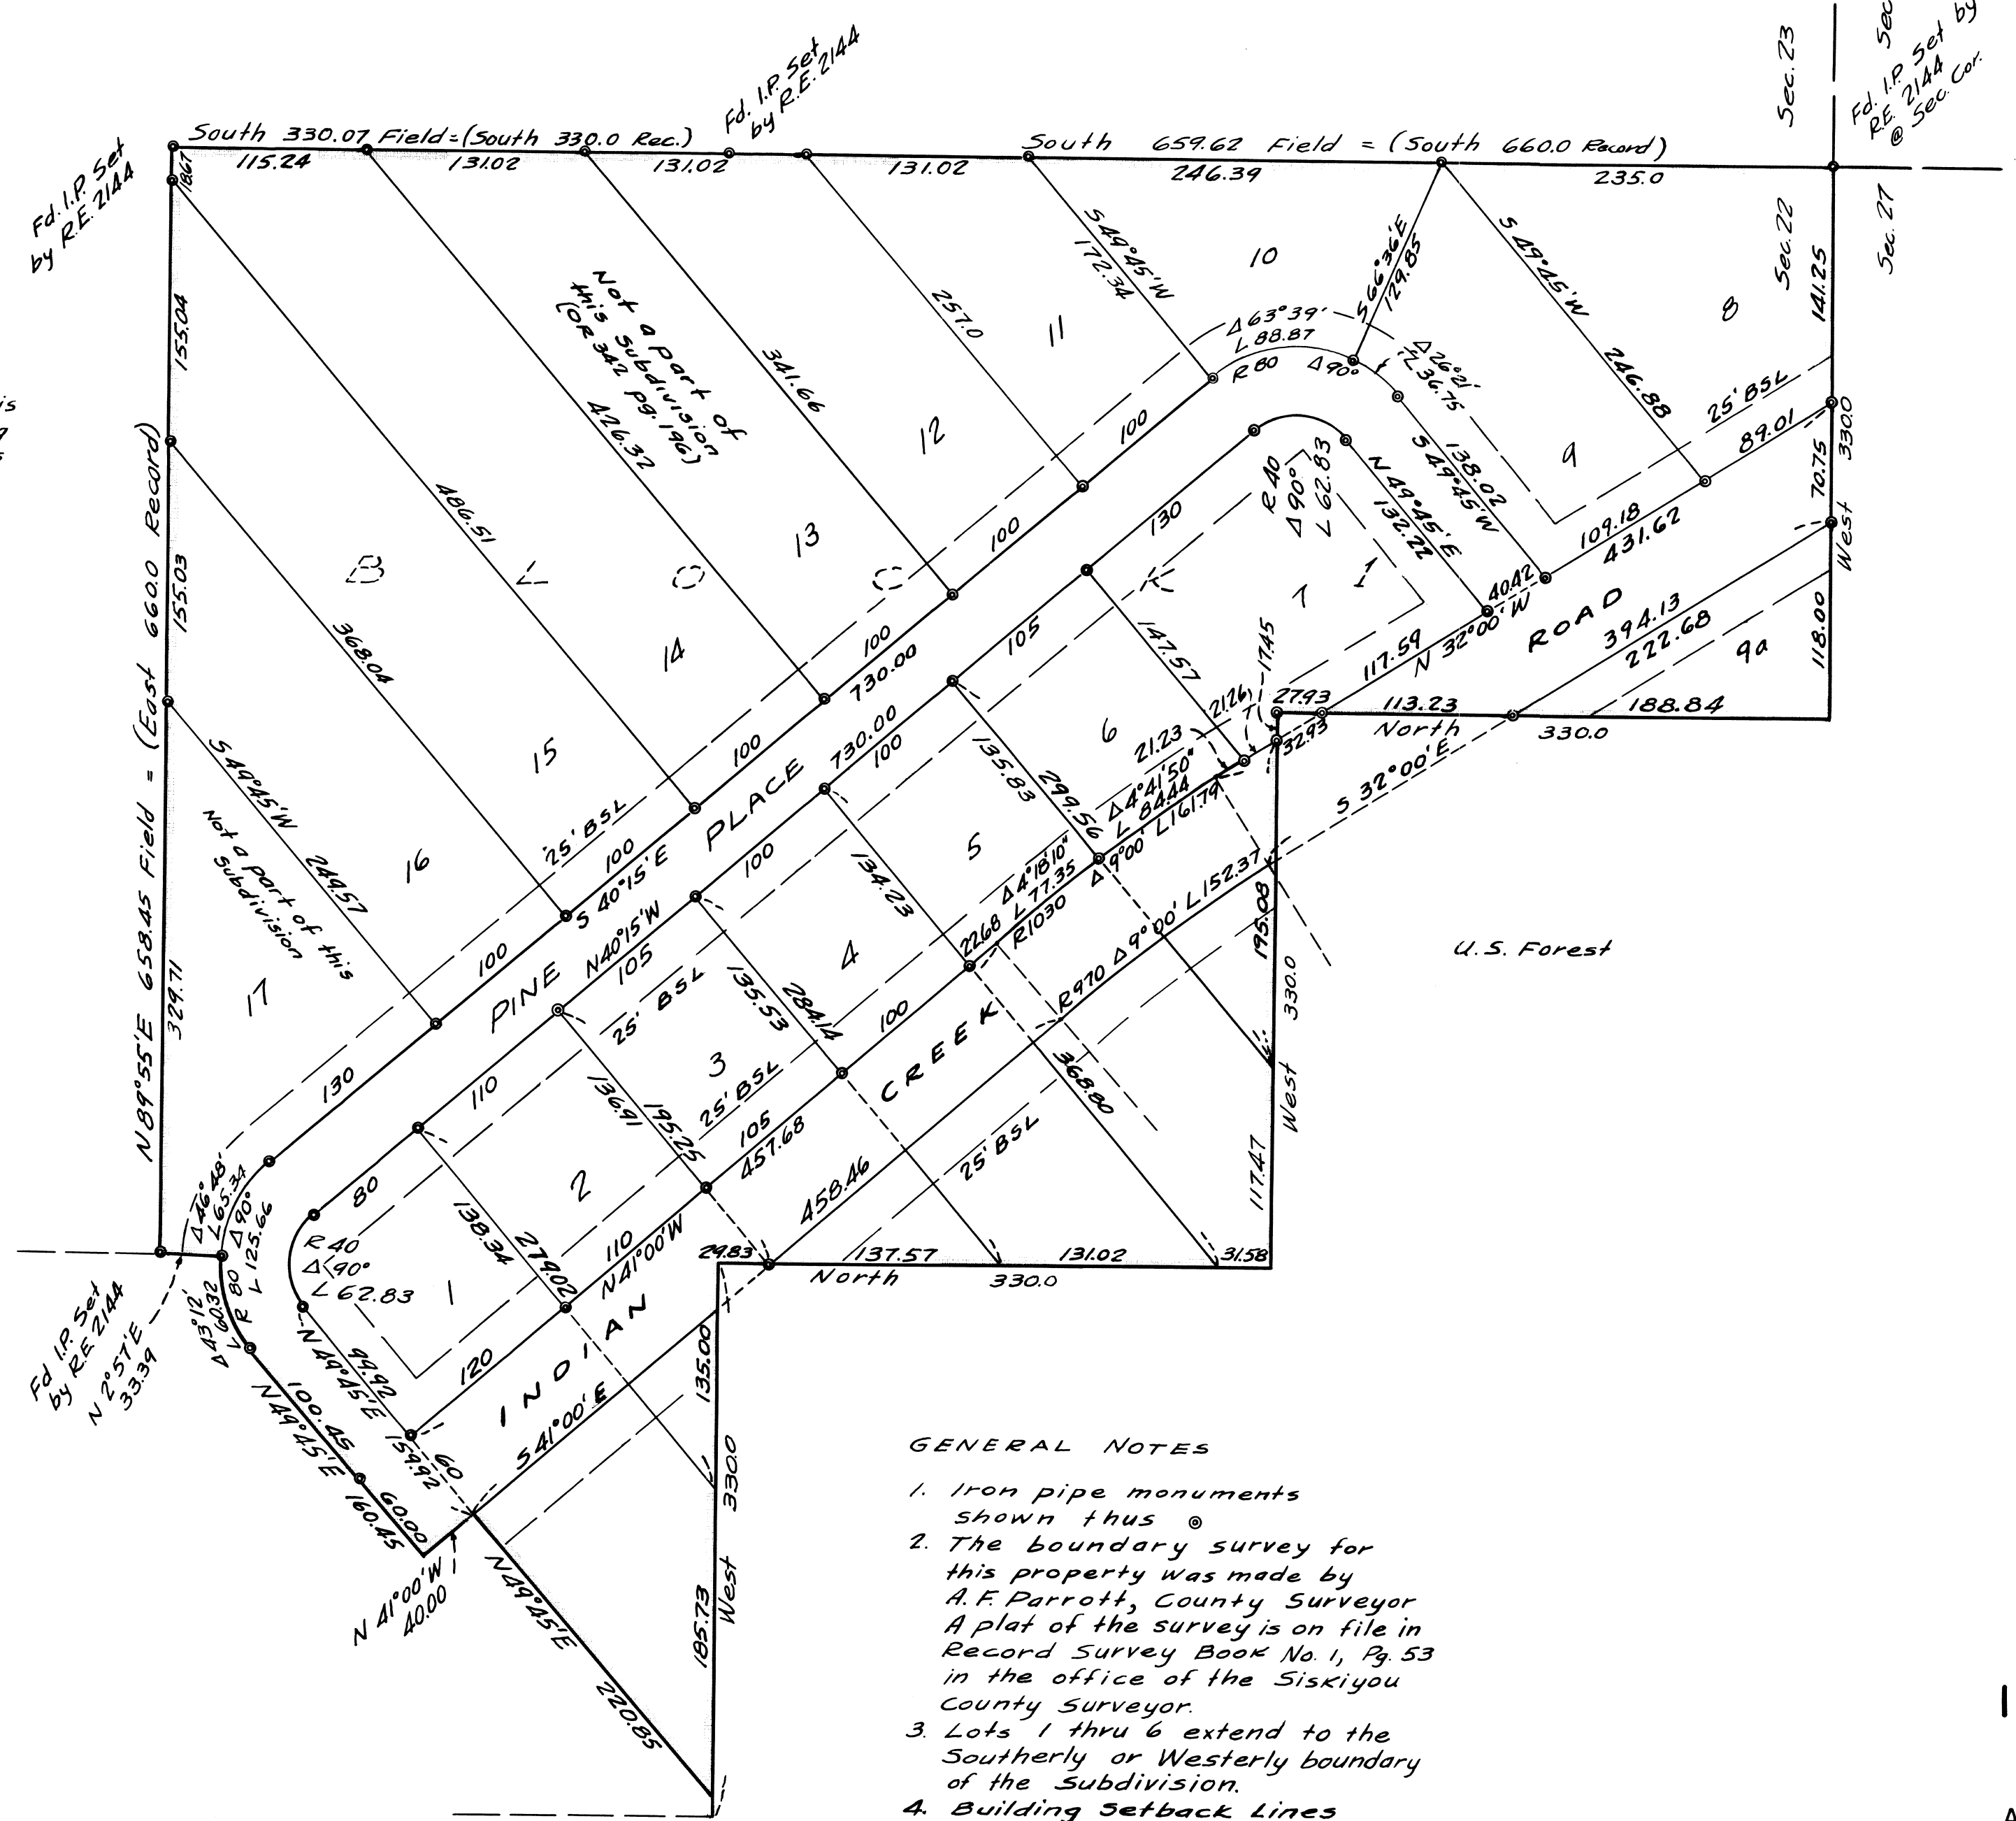 Sec. 23
Sec
Fd. I.P. Set by
R.E. 2144
@ Sec. Cor.
Sec. 22
Sec. 27
Fd. I.P. Set
by R.E. 2144
Fd. I.P. Set
by R.E. 2144
South 330.07 Field = (South 330.0 Rec.)
South 659.62 Field = (South 660.0 Record)
115.24
131.02
131.02
131.02
246.39
235.0
18.67
155.04
155.03
329.71
N 89°55'E 658.45 Field = (East 660.0 Record)
is
S 49°45'W
172.34
10
S 66°36'E
129.85
S 49°45'W
246.88
8
141.25
Not a part of
this Subdivision
(OR 342 pg. 196)
257.0
11
Δ 63°39'
L 88.87
R 80
Δ 90°
Δ 26°21'
L 36.75
25' BSL
89.01
330.0
70.75
West
341.66
426.32
12
100
9
138.02
S 49°45'W
109.18
431.62
R 40
Δ 90°
L 62.83
N 49°45'E
132.22
486.51
13
100
130
B L O C K 1
7
40.42
N 32°00'W
117.59
ROAD
394.13
222.68
9a
118.00
368.04
14
100
105
147.57
17.45
21.26
27.93
113.23
188.84
North
330.0
730.00
730.00
32.93
S 32°00'E
15
100
100
6
21.23
135.83
299.56
Δ 4°41'50"
L 84.44
Δ 9°00' L 161.79
S 49°45'W
249.57
Not a part of this
Subdivision
16
25' BSL
100
S 40°15'E
PINE PLACE
100
5
134.23
Δ 4°18'10"
L 77.35
R 1030
22.68
R 970 Δ 9°00' L 152.37
195.08
330.0
West
U.S. Forest
17
100
N 40°15'W
105
25' BSL
135.53
284.14
4
100
CREEK
368.80
130
110
3
25' BSL
136.91
195.25
105
457.68
458.46
25' BSL
117.47
Δ 46°48'
L 65.34
Δ 90°
L 125.66
R 80
Δ 43°12'
L 60.32
80
R 40
Δ 90°
L 62.83
1
2
138.34
279.02
110
N 41°00'W
29.83
137.57
131.02
31.58
North
330.0
Fd I.P. Set
by R.E. 2144
N 2°57'E
33.39
99.92
N 49°45'E
120
INDIAN
135.00
100.45
N 49°45'E
159.92
60
S 41°00'E
60.00
160.45
N 41°00'W
40.00
N 49°45'E
220.85
330.0
West
185.73
GENERAL NOTES
1. Iron pipe monuments
shown thus
2. The boundary survey for
this property was made by
A.F. Parrott, County Surveyor
A plat of the survey is on file in
Record Survey Book No. 1, Pg. 53
in the office of the Siskiyou
County Surveyor.
3. Lots 1 thru 6 extend to the
Southerly or Westerly boundary
of the Subdivision.
4. Building Setback Lines